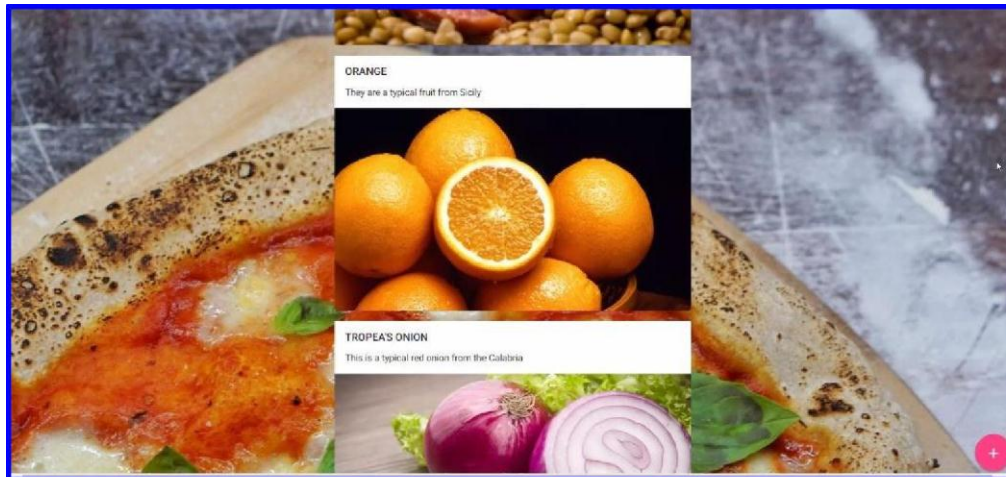 ORANGE
They are a typical fruit from Sicily
TROPEA'S ONION
This is a typical red onion from the Calabria
+